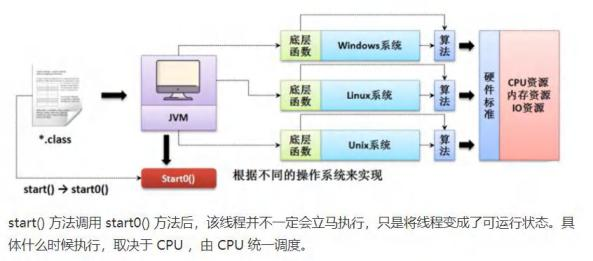 底层函数
Windows系统
算法
底层函数
Linux系统
算法
底层函数
Unix系统
算法
硬件标准
CPU资源
内存资源
IO资源
*.class
JVM
start() → start0()
Start0()
根据不同的操作系统来实现
start() 方法调用 start0() 方法后，该线程并不一定会立马执行，只是将线程变成了可运行状态。具
体什么时候执行，取决于 CPU ，由 CPU 统一调度。